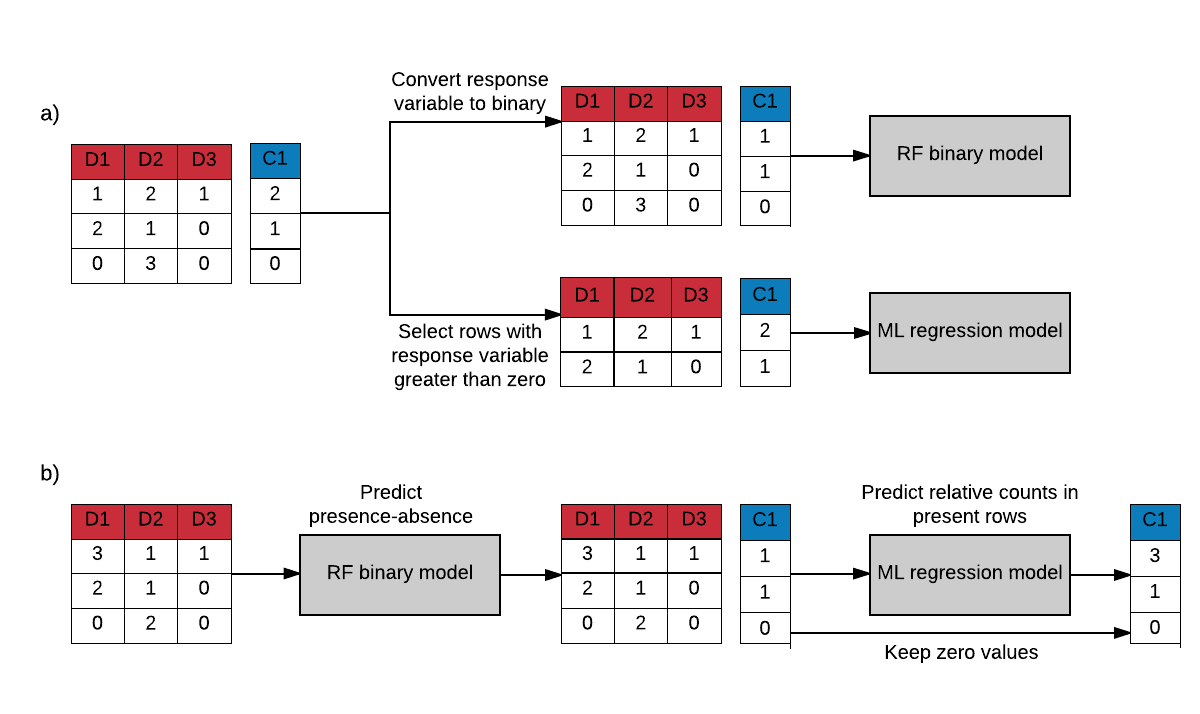 a)
D1 D2 D3 C1
1 2 1 2
2 1 0 1
0 3 0 0
Convert response
variable to binary
D1 D2 D3 C1
1 2 1 1
2 1 0 1
0 3 0 0
RF binary model
Select rows with
response variable
greater than zero
D1 D2 D3 C1
1 2 1 2
2 1 0 1
ML regression model
b)
D1 D2 D3
3 1 1
2 1 0
0 2 0
Predict
presence-absence
RF binary model
D1 D2 D3 C1
3 1 1 1
2 1 0 1
0 2 0 0
Predict relative counts in
present rows
ML regression model
Keep zero values
C1
3
1
0